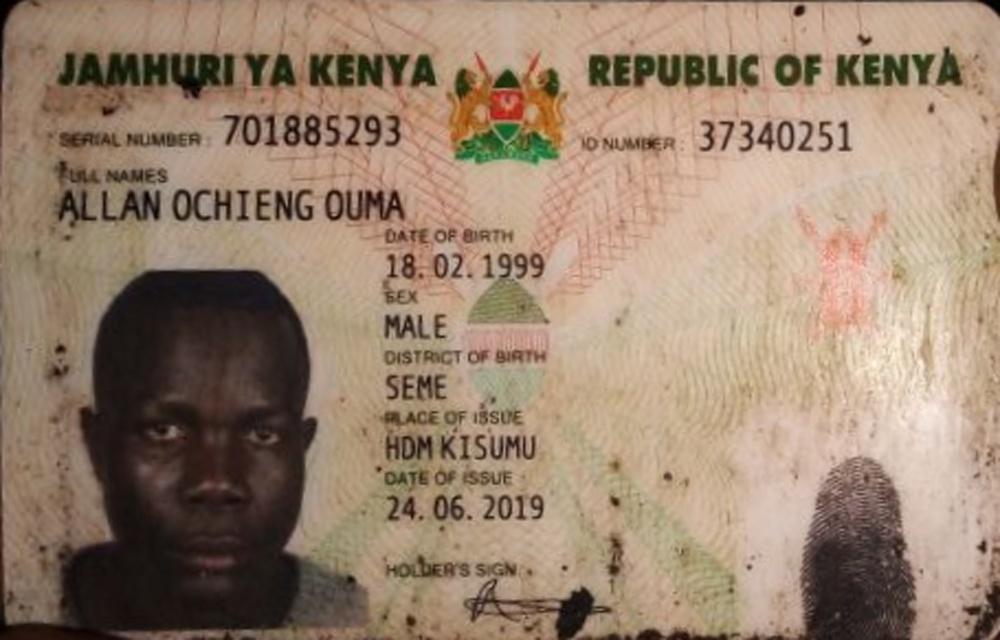 JAMHURI YA KENYA REPUBLIC OF KENYA
SERIAL NUMBER : 701885293 ID NUMBER : 37340251
FULL NAMES
ALLAN OCHIENG OUMA
DATE OF BIRTH
18. 02. 1999
SEX
MALE
DISTRICT OF BIRTH
SEME
PLACE OF ISSUE
HDM KISUMU
DATE OF ISSUE
24. 06. 2019
HOLDER'S SIGN.